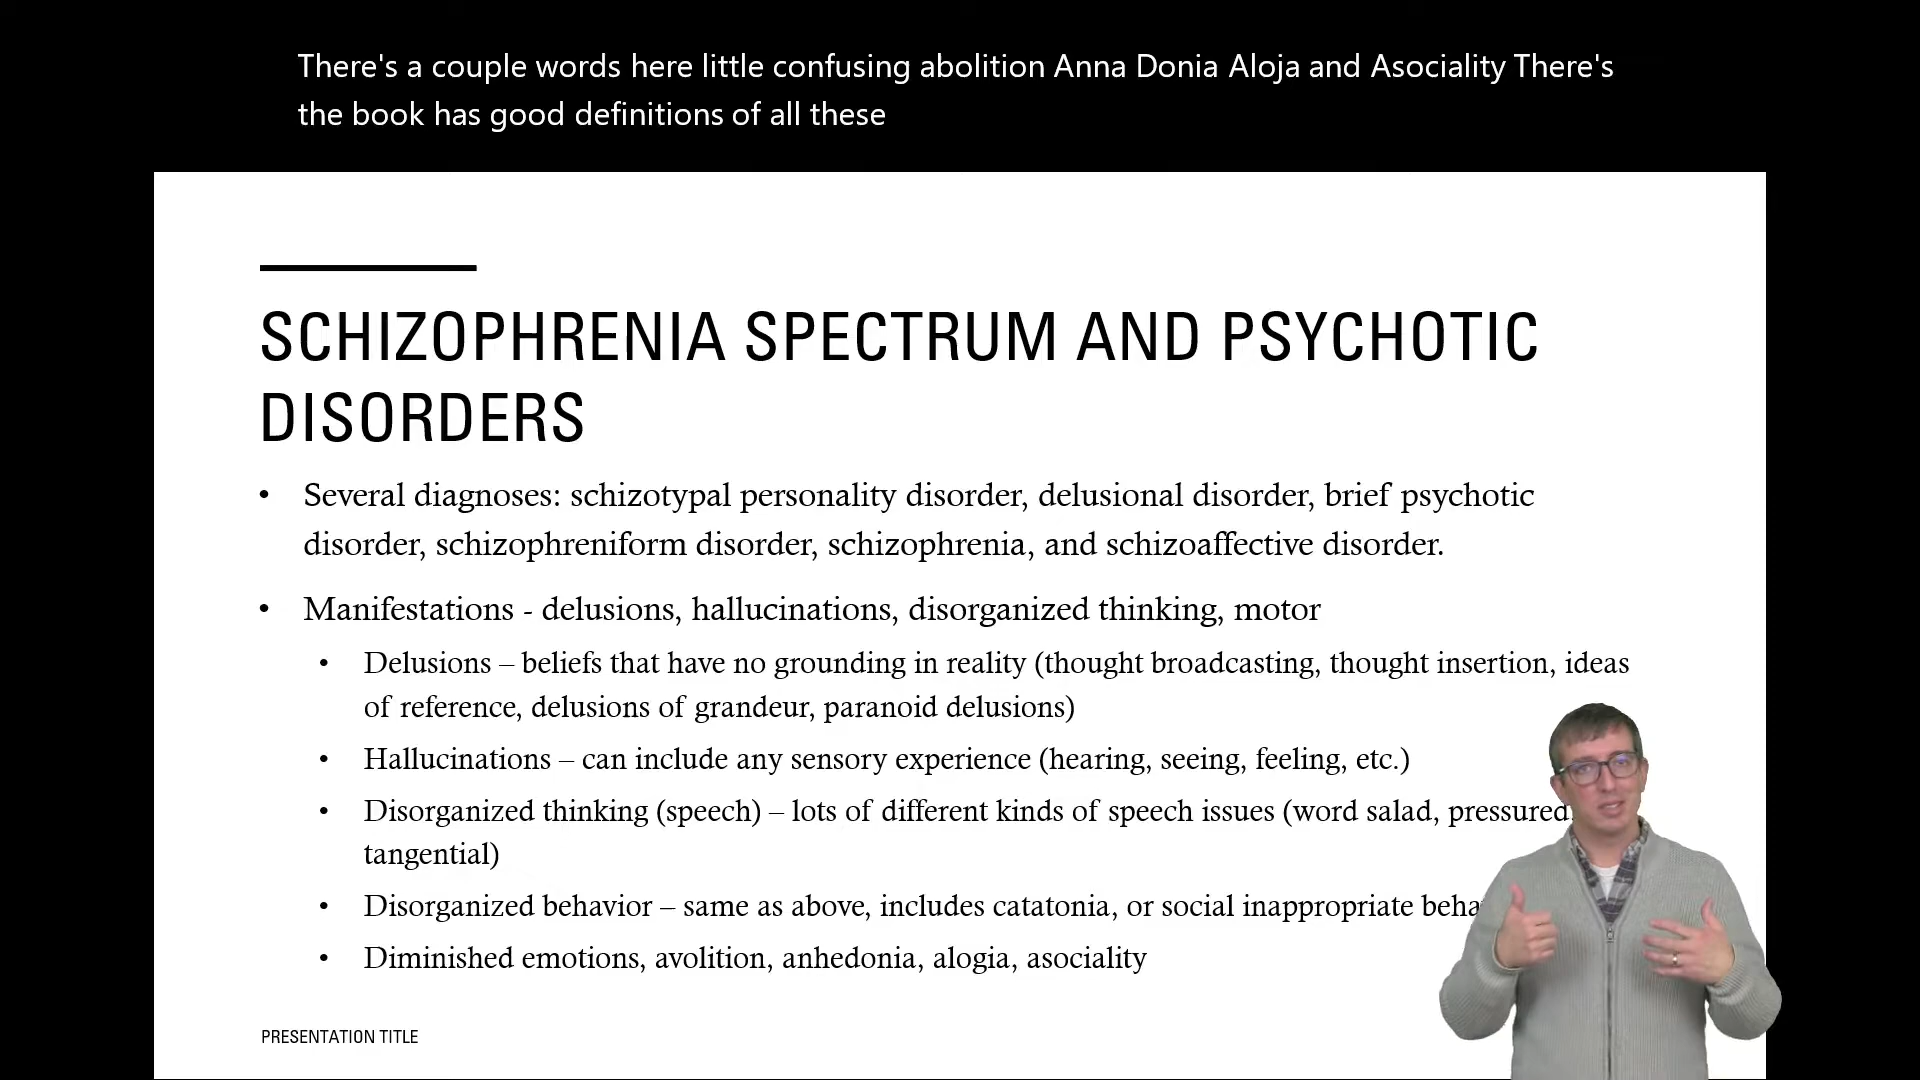 There's a couple words here little confusing abolition Anna Donia Aloja and Asociality There's
the book has good definitions of all these
SCHIZOPHRENIA SPECTRUM AND PSYCHOTIC
DISORDERS
• Several diagnoses: schizotypal personality disorder, delusional disorder, brief psychotic
disorder, schizophreniform disorder, schizophrenia, and schizoaffective disorder.
• Manifestations - delusions, hallucinations, disorganized thinking, motor
• Delusions – beliefs that have no grounding in reality (thought broadcasting, thought insertion, ideas
of reference, delusions of grandeur, paranoid delusions)
• Hallucinations – can include any sensory experience (hearing, seeing, feeling, etc.)
• Disorganized thinking (speech) – lots of different kinds of speech issues (word salad, pressured,
tangential)
• Disorganized behavior – same as above, includes catatonia, or social inappropriate
• Diminished emotions, avolition, anhedonia, alogia, asociality
PRESENTATION TITLE